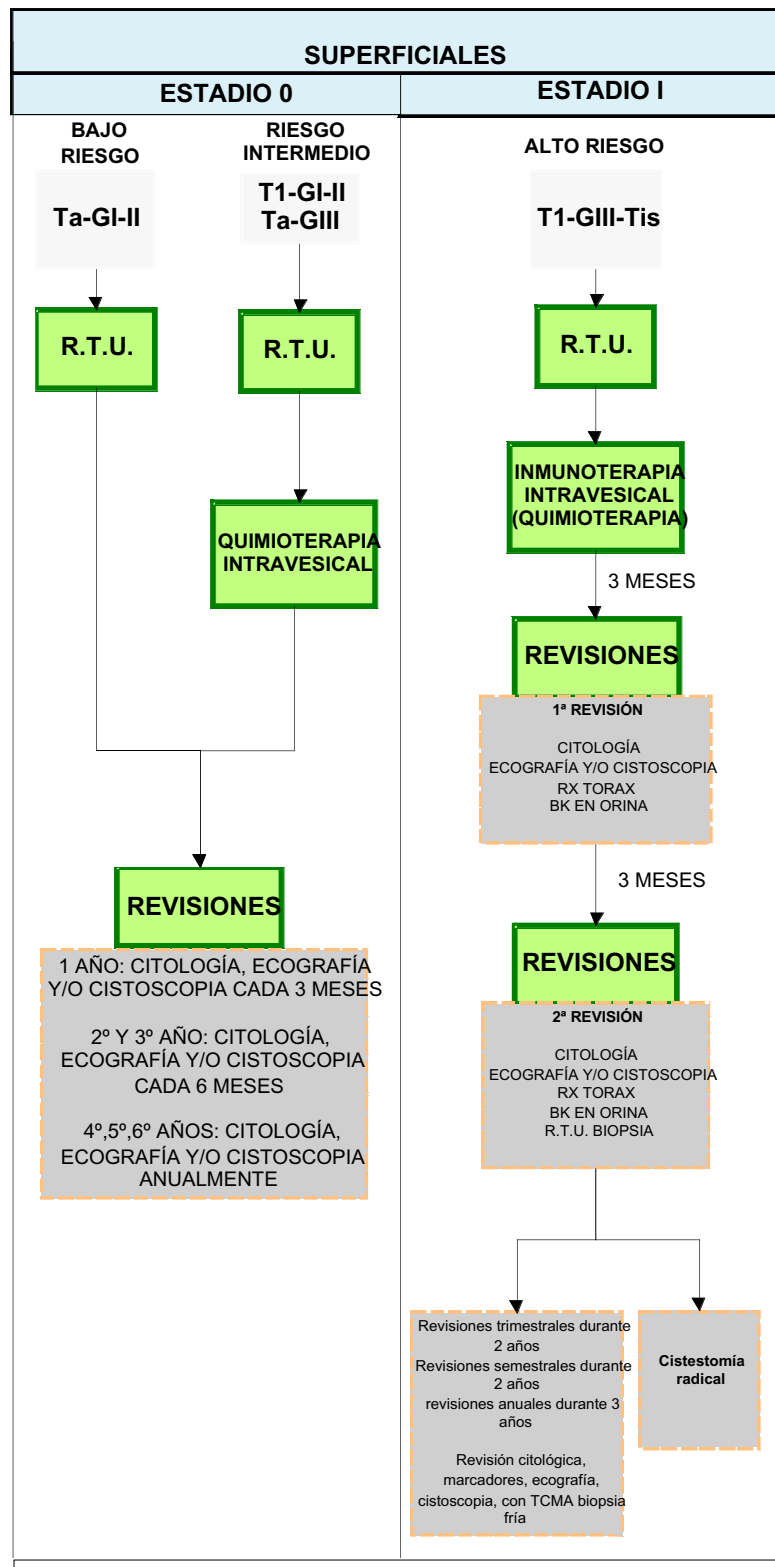 SUPERFICIALES
ESTADIO 0
ESTADIO I
BAJO
RIESGO
RIESGO
INTERMEDIO
ALTO RIESGO
Ta-GI-II
T1-GI-II
Ta-GIII
T1-GIII-Tis
R.T.U.
R.T.U.
R.T.U.
QUIMIOTERAPIA
INTRAVESICAL
INMUNOTERAPIA
INTRAVESICAL
(QUIMIOTERAPIA)
3 MESES
REVISIONES
1ª REVISIÓN
CITOLOGÍA
ECOGRAFÍA Y/O CISTOSCOPIA
RX TORAX
BK EN ORINA
3 MESES
REVISIONES
1 AÑO: CITOLOGÍA, ECOGRAFÍA
Y/O CISTOSCOPIA CADA 3 MESES
2º Y 3º AÑO: CITOLOGÍA,
ECOGRAFÍA Y/O CISTOSCOPIA
CADA 6 MESES
4º,5º,6º AÑOS: CITOLOGÍA,
ECOGRAFÍA Y/O CISTOSCOPIA
ANUALMENTE
REVISIONES
2ª REVISIÓN
CITOLOGÍA
ECOGRAFÍA Y/O CISTOSCOPIA
RX TORAX
BK EN ORINA
R.T.U. BIOPSIA
Revisiones trimestrales durante
2 años
Revisiones semestrales durante
2 años
revisiones anuales durante 3
años
Revisión citológica,
marcadores, ecografía,
cistoscopia, con TCMA biopsia
fría
Cistestomía
radical